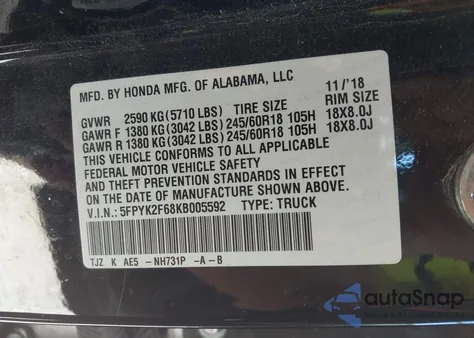 MFD. BY HONDA MFG. OF ALABAMA, LLC 11/'18
GVWR 2590 KG (5710 LBS) TIRE SIZE RIM SIZE
GAWR F 1380 KG (3042 LBS) 245/60R18 105H 18X8.0J
GAWR R 1380 KG (3042 LBS) 245/60R18 105H 18X8.0J
THIS VEHICLE CONFORMS TO ALL APPLICABLE
FEDERAL MOTOR VEHICLE SAFETY
AND THEFT PREVENTION STANDARDS IN EFFECT
ON THE DATE OF MANUFACTURE SHOWN ABOVE.
V.I.N.: 5FPYK2F68KB005592 TYPE: TRUCK
TJZ K AE5 -NH731P -A -B
autoSnap